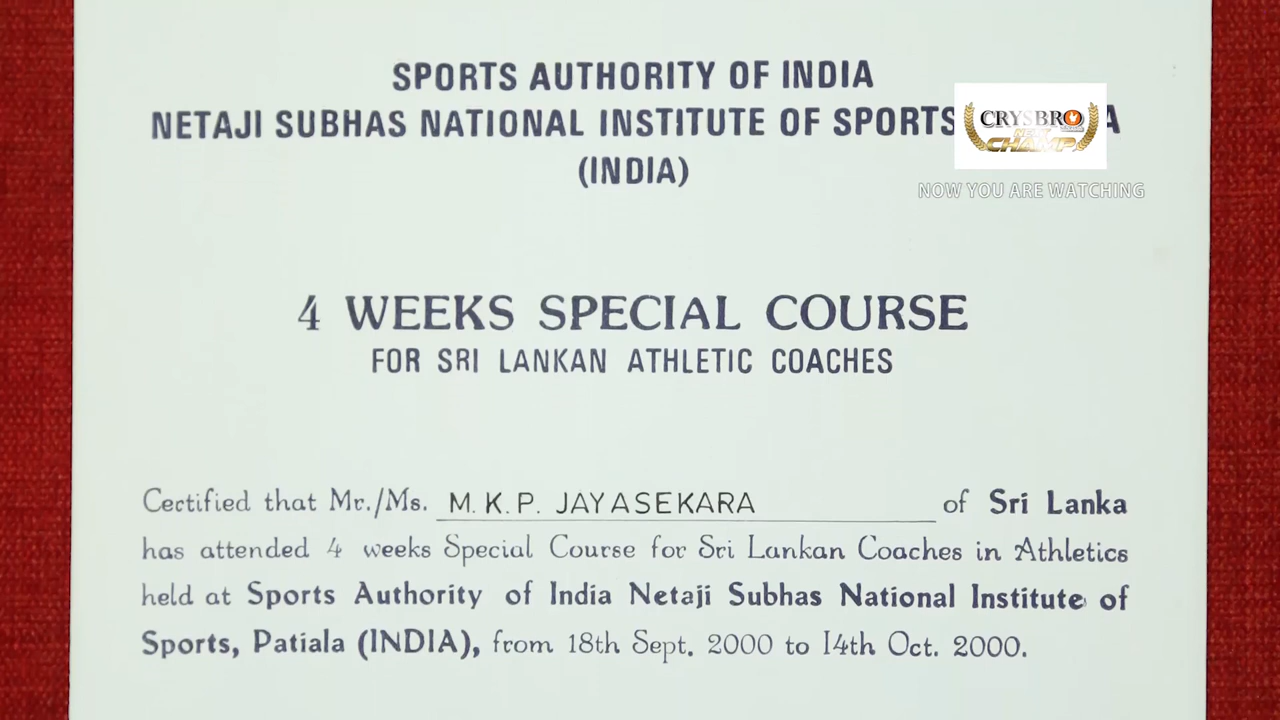 SPORTS AUTHORITY OF INDIA
NETAJI SUBHAS NATIONAL INSTITUTE OF SPORTS
(INDIA)
CRYSBRO
NEXT
CHAMP
NOW YOU ARE WATCHING
4 WEEKS SPECIAL COURSE
FOR SRI LANKAN ATHLETIC COACHES
Certified that Mr./Ms. M. K. P. JAYASEKARA of Sri Lanka
has attended 4 weeks Special Course for Sri Lankan Coaches in Athletics
held at Sports Authority of India Netaji Subhas National Institute of
Sports, Patiala (INDIA), from 18th Sept. 2000 to 14th Oct. 2000.